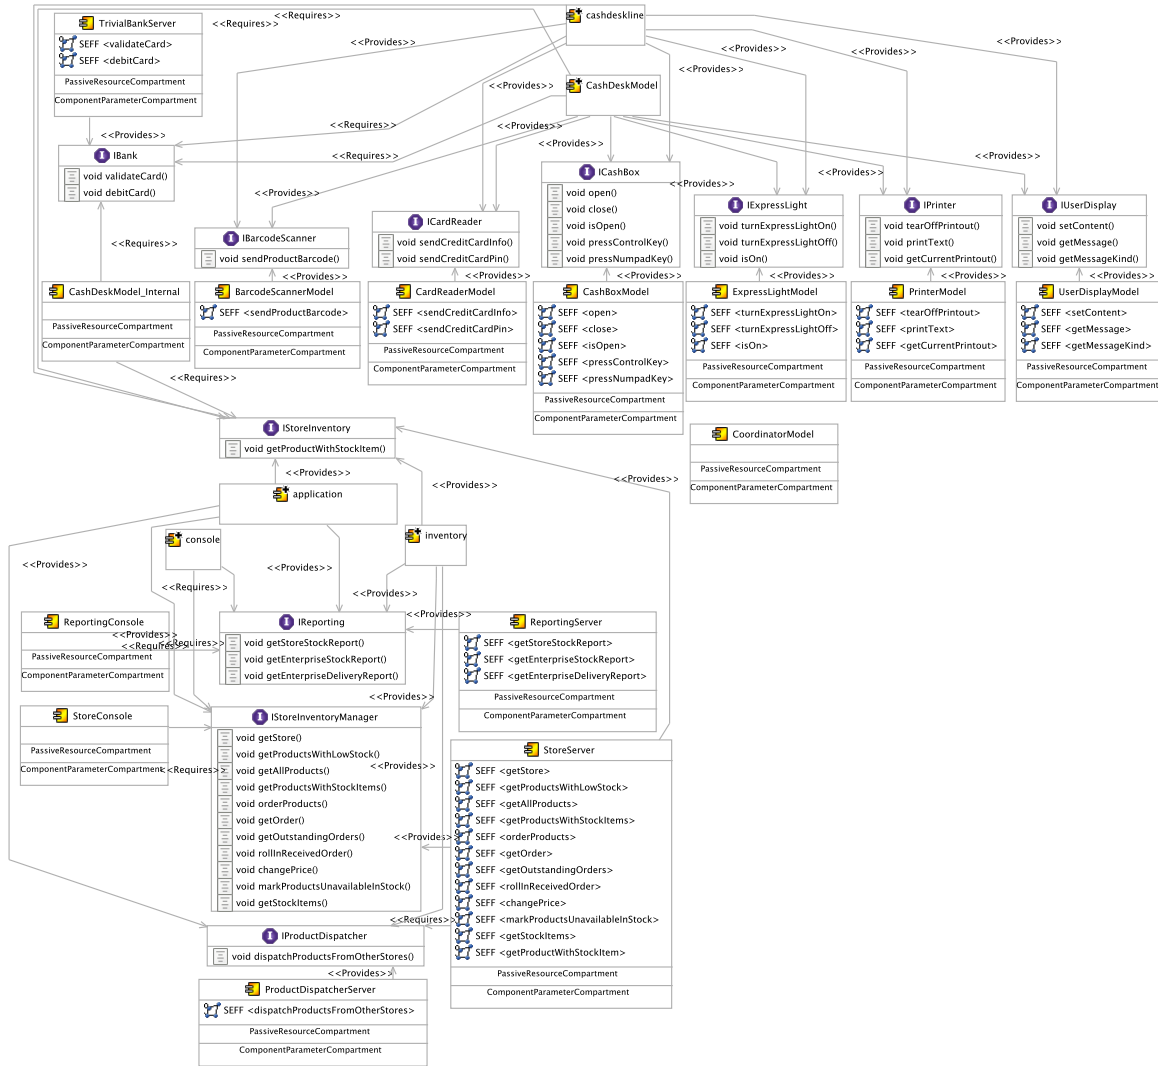 <<Requires>>
cashdeskline
TrivialBankServer
<<Requires>>
SEFF <validateCard>
SEFF <debitCard>
PassiveResourceCompartment
ComponentParameterCompartment
<<Provides>>
<<Provides>>
<<Provides>>
CashDeskModel
<<Provides>>
<<Requires>>
<<Provides>>
<<Provides>>
<<Provides>>
IBank
void validateCard()
void debitCard()
<<Requires>>
<<Provides>>
<<Provides>>
ICashBox
void open()
void close()
void isOpen()
void pressControlKey()
void pressNumpadKey()
<<Provides>>
<<Provides>>
ICardReader
void sendCreditCardInfo()
void sendCreditCardPin()
IExpressLight
void turnExpressLightOn()
void turnExpressLightOff()
void isOn()
IPrinter
void tearOffPrintout()
void printText()
void getCurrentPrintout()
IUserDisplay
void setContent()
void getMessage()
void getMessageKind()
<<Requires>>
IBarcodeScanner
void sendProductBarcode()
<<Provides>>
<<Provides>>
<<Provides>>
<<Provides>>
<<Provides>>
<<Provides>>
CashDeskModel_Internal
PassiveResourceCompartment
ComponentParameterCompartment
BarcodeScannerModel
SEFF <sendProductBarcode>
PassiveResourceCompartment
ComponentParameterCompartment
CardReaderModel
SEFF <sendCreditCardInfo>
SEFF <sendCreditCardPin>
PassiveResourceCompartment
ComponentParameterCompartment
CashBoxModel
SEFF <open>
SEFF <close>
SEFF <isOpen>
SEFF <pressControlKey>
SEFF <pressNumpadKey>
PassiveResourceCompartment
ComponentParameterCompartment
ExpressLightModel
SEFF <turnExpressLightOn>
SEFF <turnExpressLightOff>
SEFF <isOn>
PassiveResourceCompartment
ComponentParameterCompartment
PrinterModel
SEFF <tearOffPrintout>
SEFF <printText>
SEFF <getCurrentPrintout>
PassiveResourceCompartment
ComponentParameterCompartment
UserDisplayModel
SEFF <setContent>
SEFF <getMessage>
SEFF <getMessageKind>
PassiveResourceCompartment
ComponentParameterCompartment
<<Requires>>
IStoreInventory
void getProductWithStockItem()
CoordinatorModel
PassiveResourceCompartment
ComponentParameterCompartment
<<Provides>>
<<Provides>>
<<Provides>>
application
console
inventory
<<Provides>>
<<Provides>>
<<Requires>>
ReportingConsole
PassiveResourceCompartment
ComponentParameterCompartment
<<Provides>>
<<Requires>>
<<Requires>>
IReporting
void getStoreStockReport()
void getEnterpriseStockReport()
void getEnterpriseDeliveryReport()
<<Provides>>
ReportingServer
SEFF <getStoreStockReport>
SEFF <getEnterpriseStockReport>
SEFF <getEnterpriseDeliveryReport>
PassiveResourceCompartment
ComponentParameterCompartment
<<Provides>>
StoreConsole
PassiveResourceCompartment
ComponentParameterCompartment
<<Requires>>
IStoreInventoryManager
void getStore()
void getProductsWithLowStock()
void getAllProducts()
void getProductsWithStockItems()
void orderProducts()
void getOrder()
void getOutstandingOrders()
void rollInReceivedOrder()
void changePrice()
void markProductsUnavailableInStock()
void getStockItems()
<<Provides>>
<<Provides>>
StoreServer
SEFF <getStore>
SEFF <getProductsWithLowStock>
SEFF <getAllProducts>
SEFF <getProductsWithStockItems>
SEFF <orderProducts>
SEFF <getOrder>
SEFF <getOutstandingOrders>
SEFF <rollInReceivedOrder>
SEFF <changePrice>
SEFF <markProductsUnavailableInStock>
SEFF <getStockItems>
SEFF <getProductWithStockItem>
PassiveResourceCompartment
ComponentParameterCompartment
<<Requires>>
IProductDispatcher
void dispatchProductsFromOtherStores()
<<Provides>>
ProductDispatcherServer
SEFF <dispatchProductsFromOtherStores>
PassiveResourceCompartment
ComponentParameterCompartment